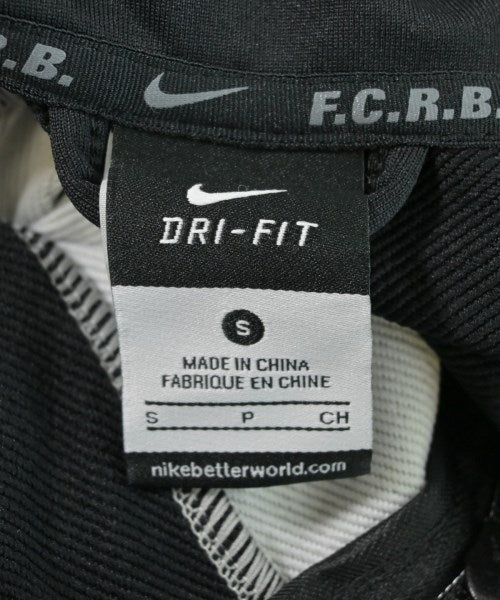 F.C.R.B. F.C.R.B.
DRI-FIT
S
MADE IN CHINA
FABRIQUE EN CHINE
S P CH
nikebetterworld.com